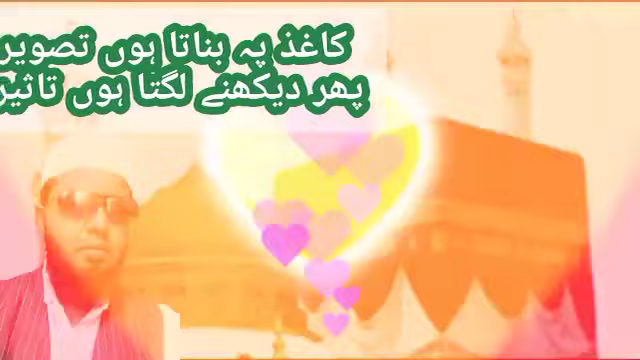 کاغذ پہ بناتا ہوں تصویر
پھر دیکھنے لگتا ہوں تاثیر